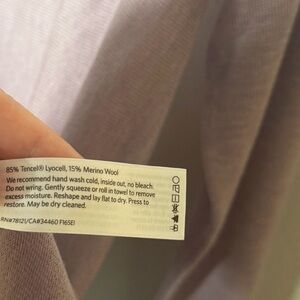 85% Tencel® Lyocell, 15% Merino Wool
We recommend hand wash cold, inside out, no bleach.
Do not wring. Gently squeeze or roll in towel to remove
excess moisture. Reshape and lay flat to dry. Press to
restore. May be dry cleaned.
RN#78121/CA#34460 F165EI